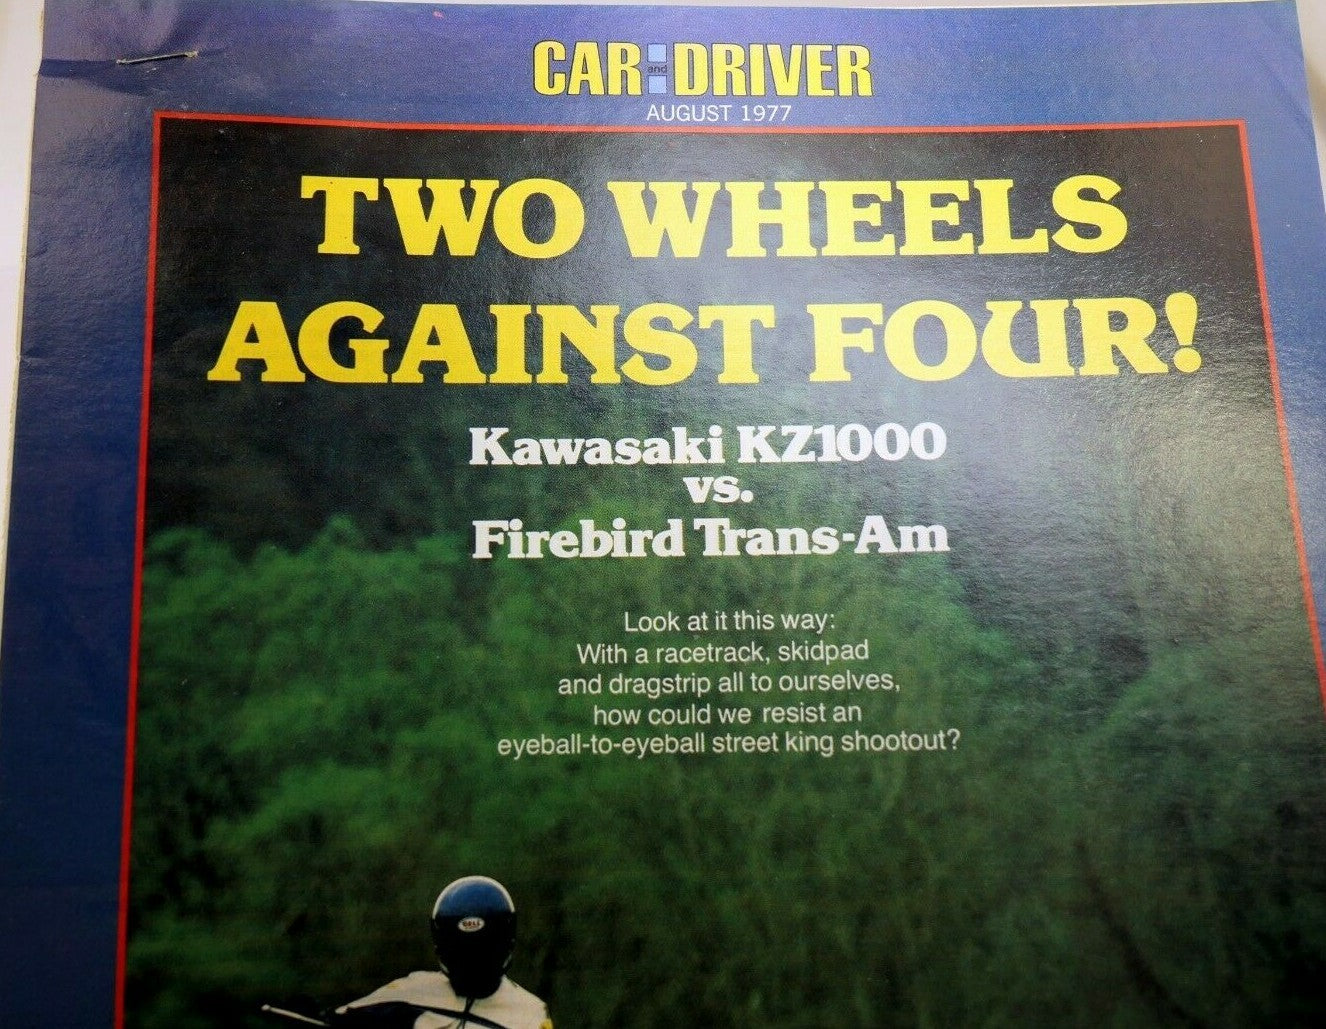 CAR and DRIVER
AUGUST 1977
TWO WHEELS
AGAINST FOUR!
Kawasaki KZ1000
vs.
Firebird Trans-Am
Look at it this way:
With a racetrack, skidpad
and dragstrip all to ourselves,
how could we resist an
eyeball-to-eyeball street king shootout?
BELL